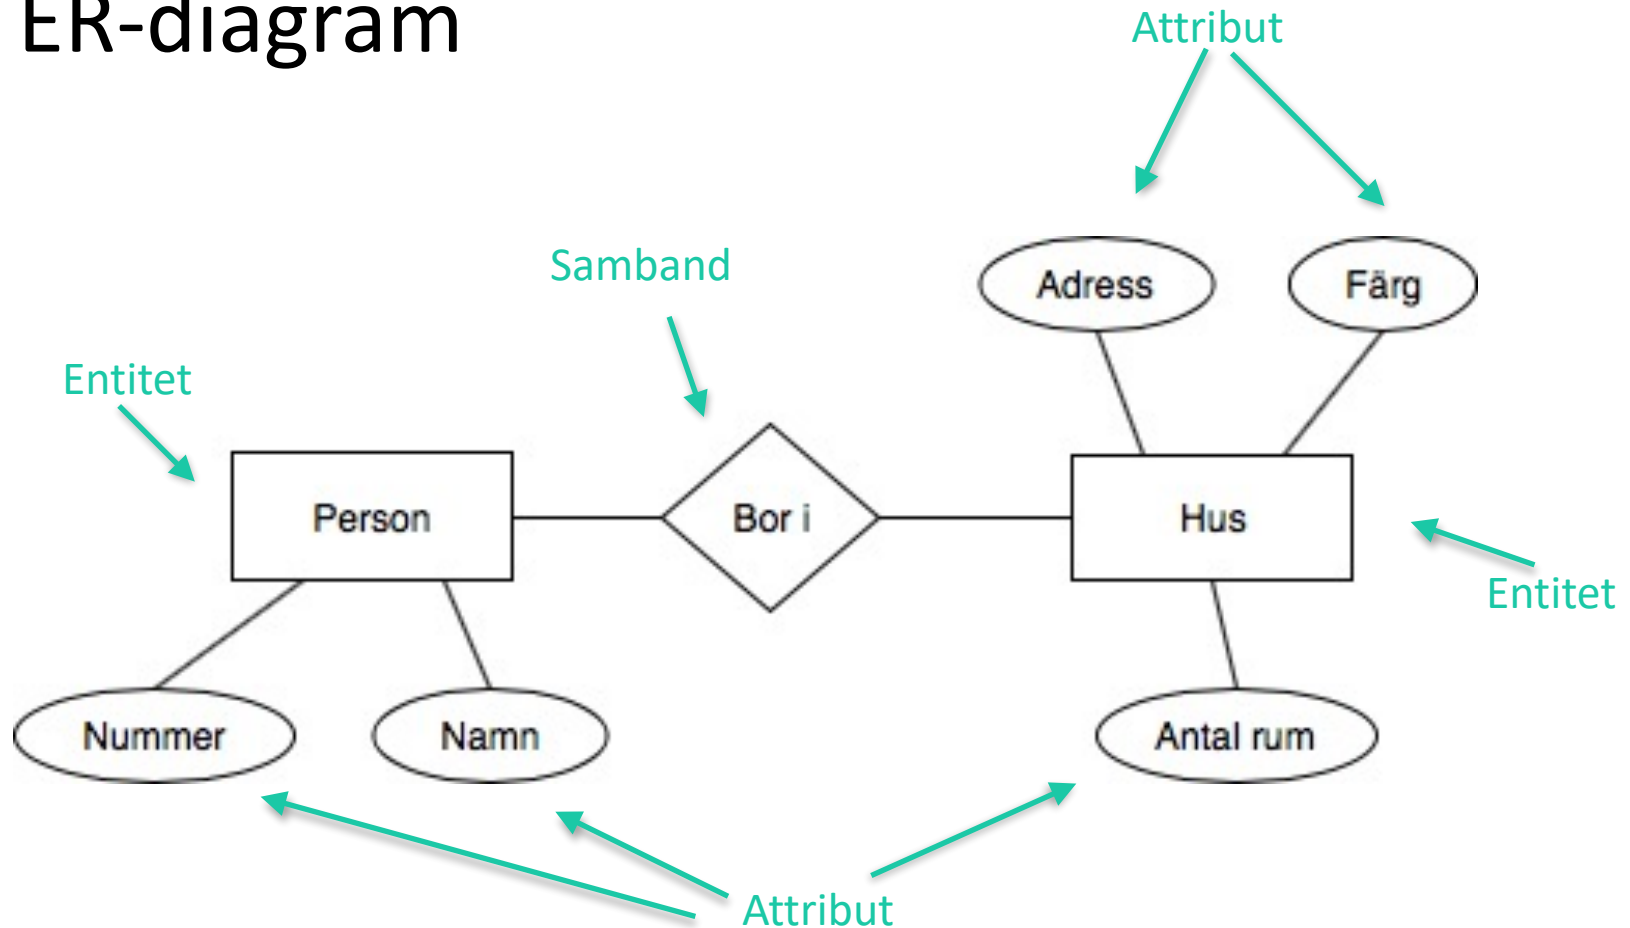 ER-diagram
Attribut
Samband
Adress
Färg
Entitet
Person
Bor i
Hus
Entitet
Nummer
Namn
Antal rum
Attribut